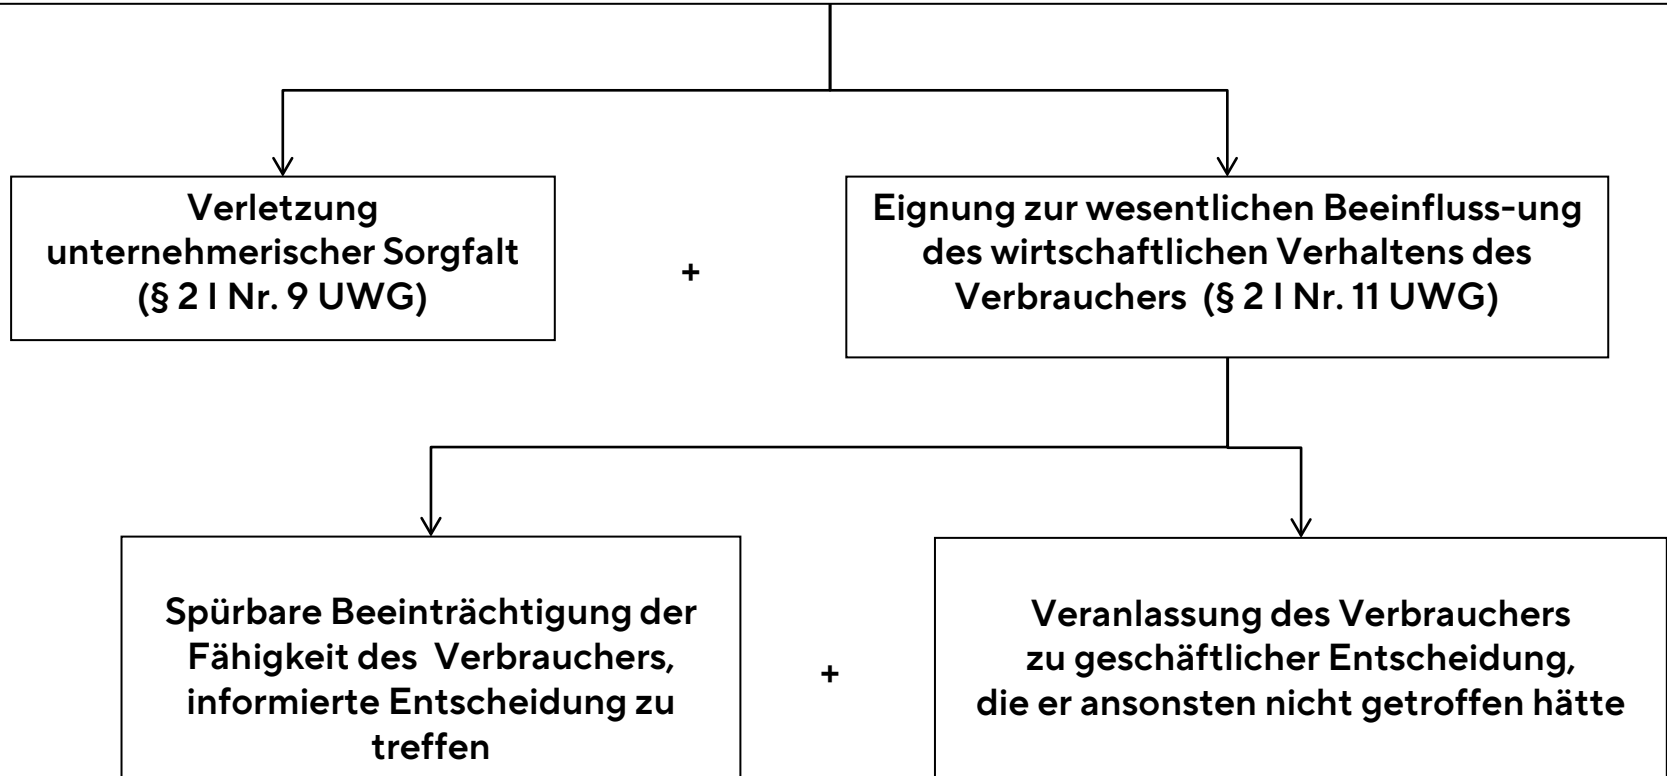 Verletzung
unternehmerischer Sorgfalt
(§ 2 I Nr. 9 UWG)
+
Eignung zur wesentlichen Beeinfluss-ung
des wirtschaftlichen Verhaltens des
Verbrauchers (§ 2 I Nr. 11 UWG)
Spürbare Beeinträchtigung der
Fähigkeit des Verbrauchers,
informierte Entscheidung zu
treffen
+
Veranlassung des Verbrauchers
zu geschäftlicher Entscheidung,
die er ansonsten nicht getroffen hätte